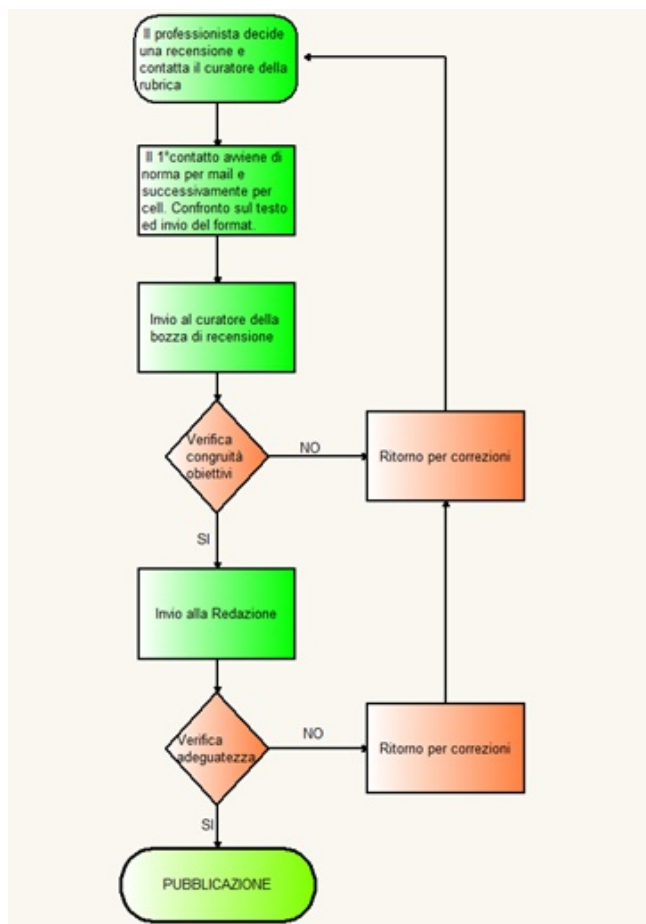 Il professionista decide
una recensione e
contatta il curatore della
rubrica
Il 1°contatto avviene di
norma per mail e
successivamente per
cell. Confronto sul testo
ed invio del format.
Invio al curatore della
bozza di recensione
Verifica
congruità
obiettivi
NO
Ritorno per correzioni
SI
Invio alla Redazione
Verifica
adeguatezza
NO
Ritorno per correzioni
SI
PUBBLICAZIONE